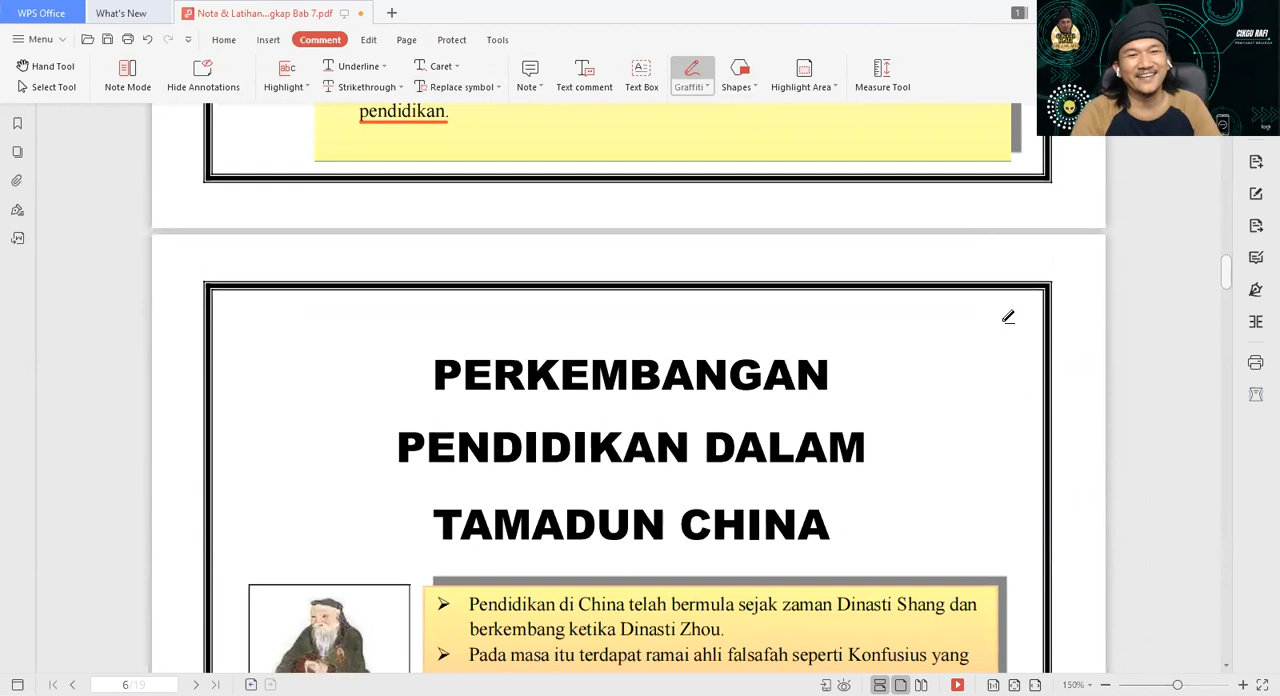 WPS Office
What's New
Nota & Latihan...gkap Bab 7.pdf
1
Menu
Home
Insert
Comment
Edit
Page
Protect
Tools
Hand Tool
Select Tool
Note Mode
Hide Annotations
Highlight
Underline
Strikethrough
Caret
Replace symbol
Note
Text comment
Text Box
Graffiti
Shapes
Highlight Area
Measure Tool
CIKGU RAFI
pendidikan.
PERKEMBANGAN
PENDIDIKAN DALAM
TAMADUN CHINA
Pendidikan di China telah bermula sejak zaman Dinasti Shang dan
berkembang ketika Dinasti Zhou.
Pada masa itu terdapat ramai ahli falsafah seperti Konfusius yang
6/19
150%